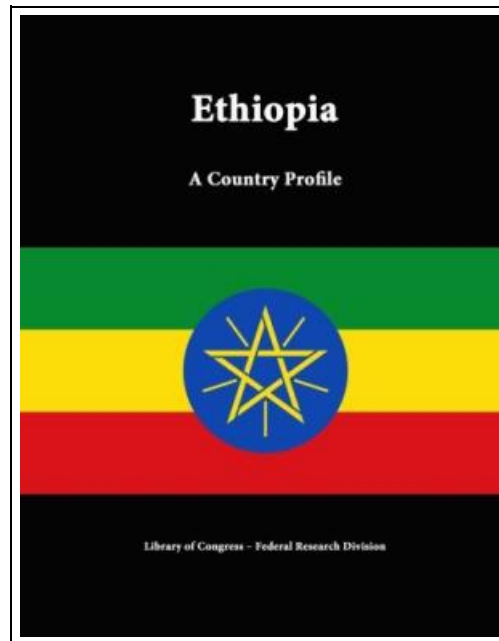 Ethiopia
A Country Profile
Library of Congress – Federal Research Division